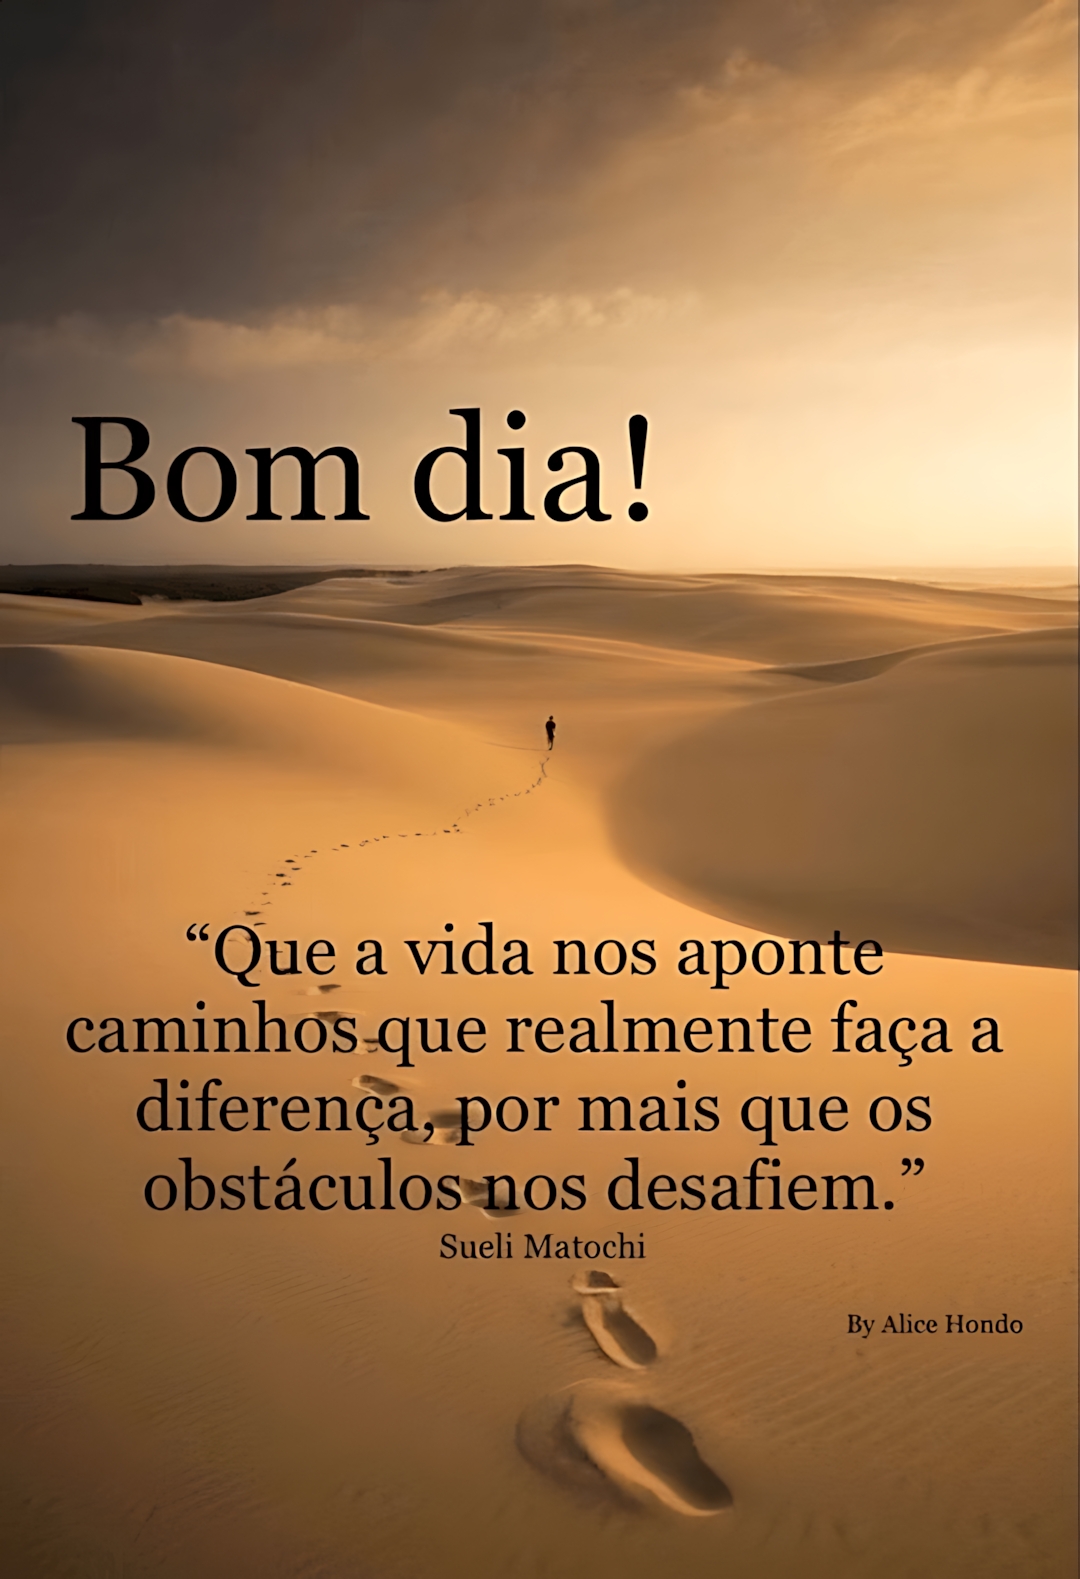 Bom dia!
“Que a vida nos aponte
caminhos que realmente faça a
diferença, por mais que os
obstáculos nos desafiem.”
Sueli Matochi
By Alice Hondo